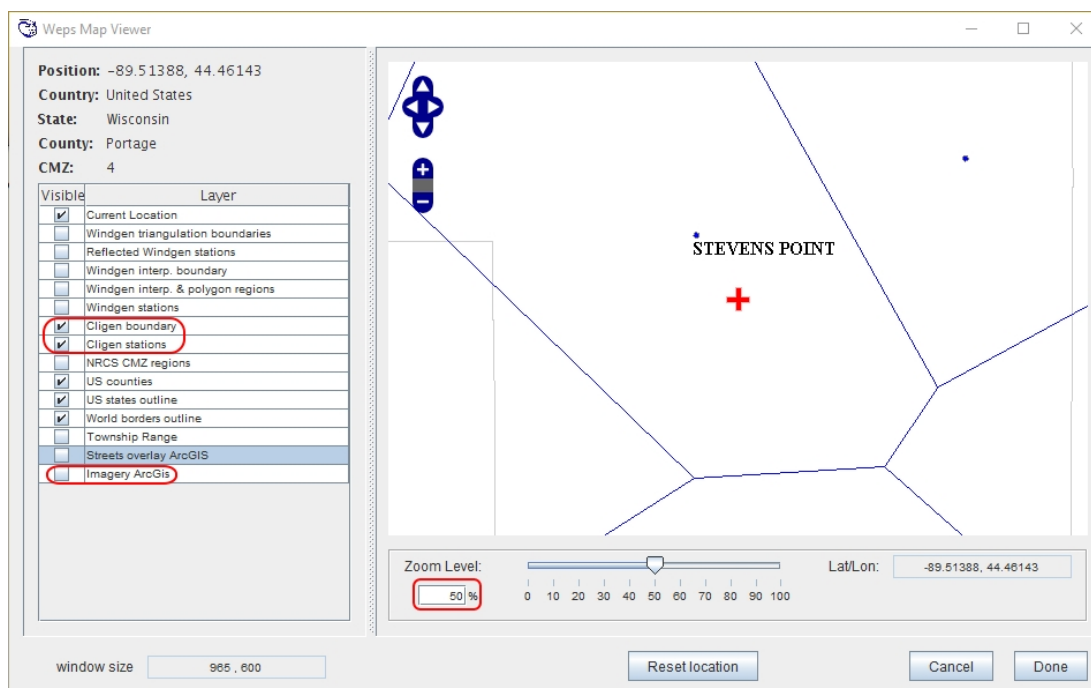 Weps Map Viewer
Position: -89.51388, 44.46143
Country: United States
State: Wisconsin
County: Portage
CMZ: 4
Visible Layer
Current Location
Windgen triangulation boundaries
Reflected Windgen stations
Windgen interp. boundary
Windgen interp. & polygon regions
Windgen stations
Cligen boundary
Cligen stations
NRCS CMZ regions
US counties
US states outline
World borders outline
Township Range
Streets overlay ArcGIS
Imagery ArcGis
STEVENS POINT
Zoom Level:
50 %
0 10 20 30 40 50 60 70 80 90 100
Lat/Lon: -89.51388, 44.46143
window size 965 , 600
Reset location
Cancel
Done